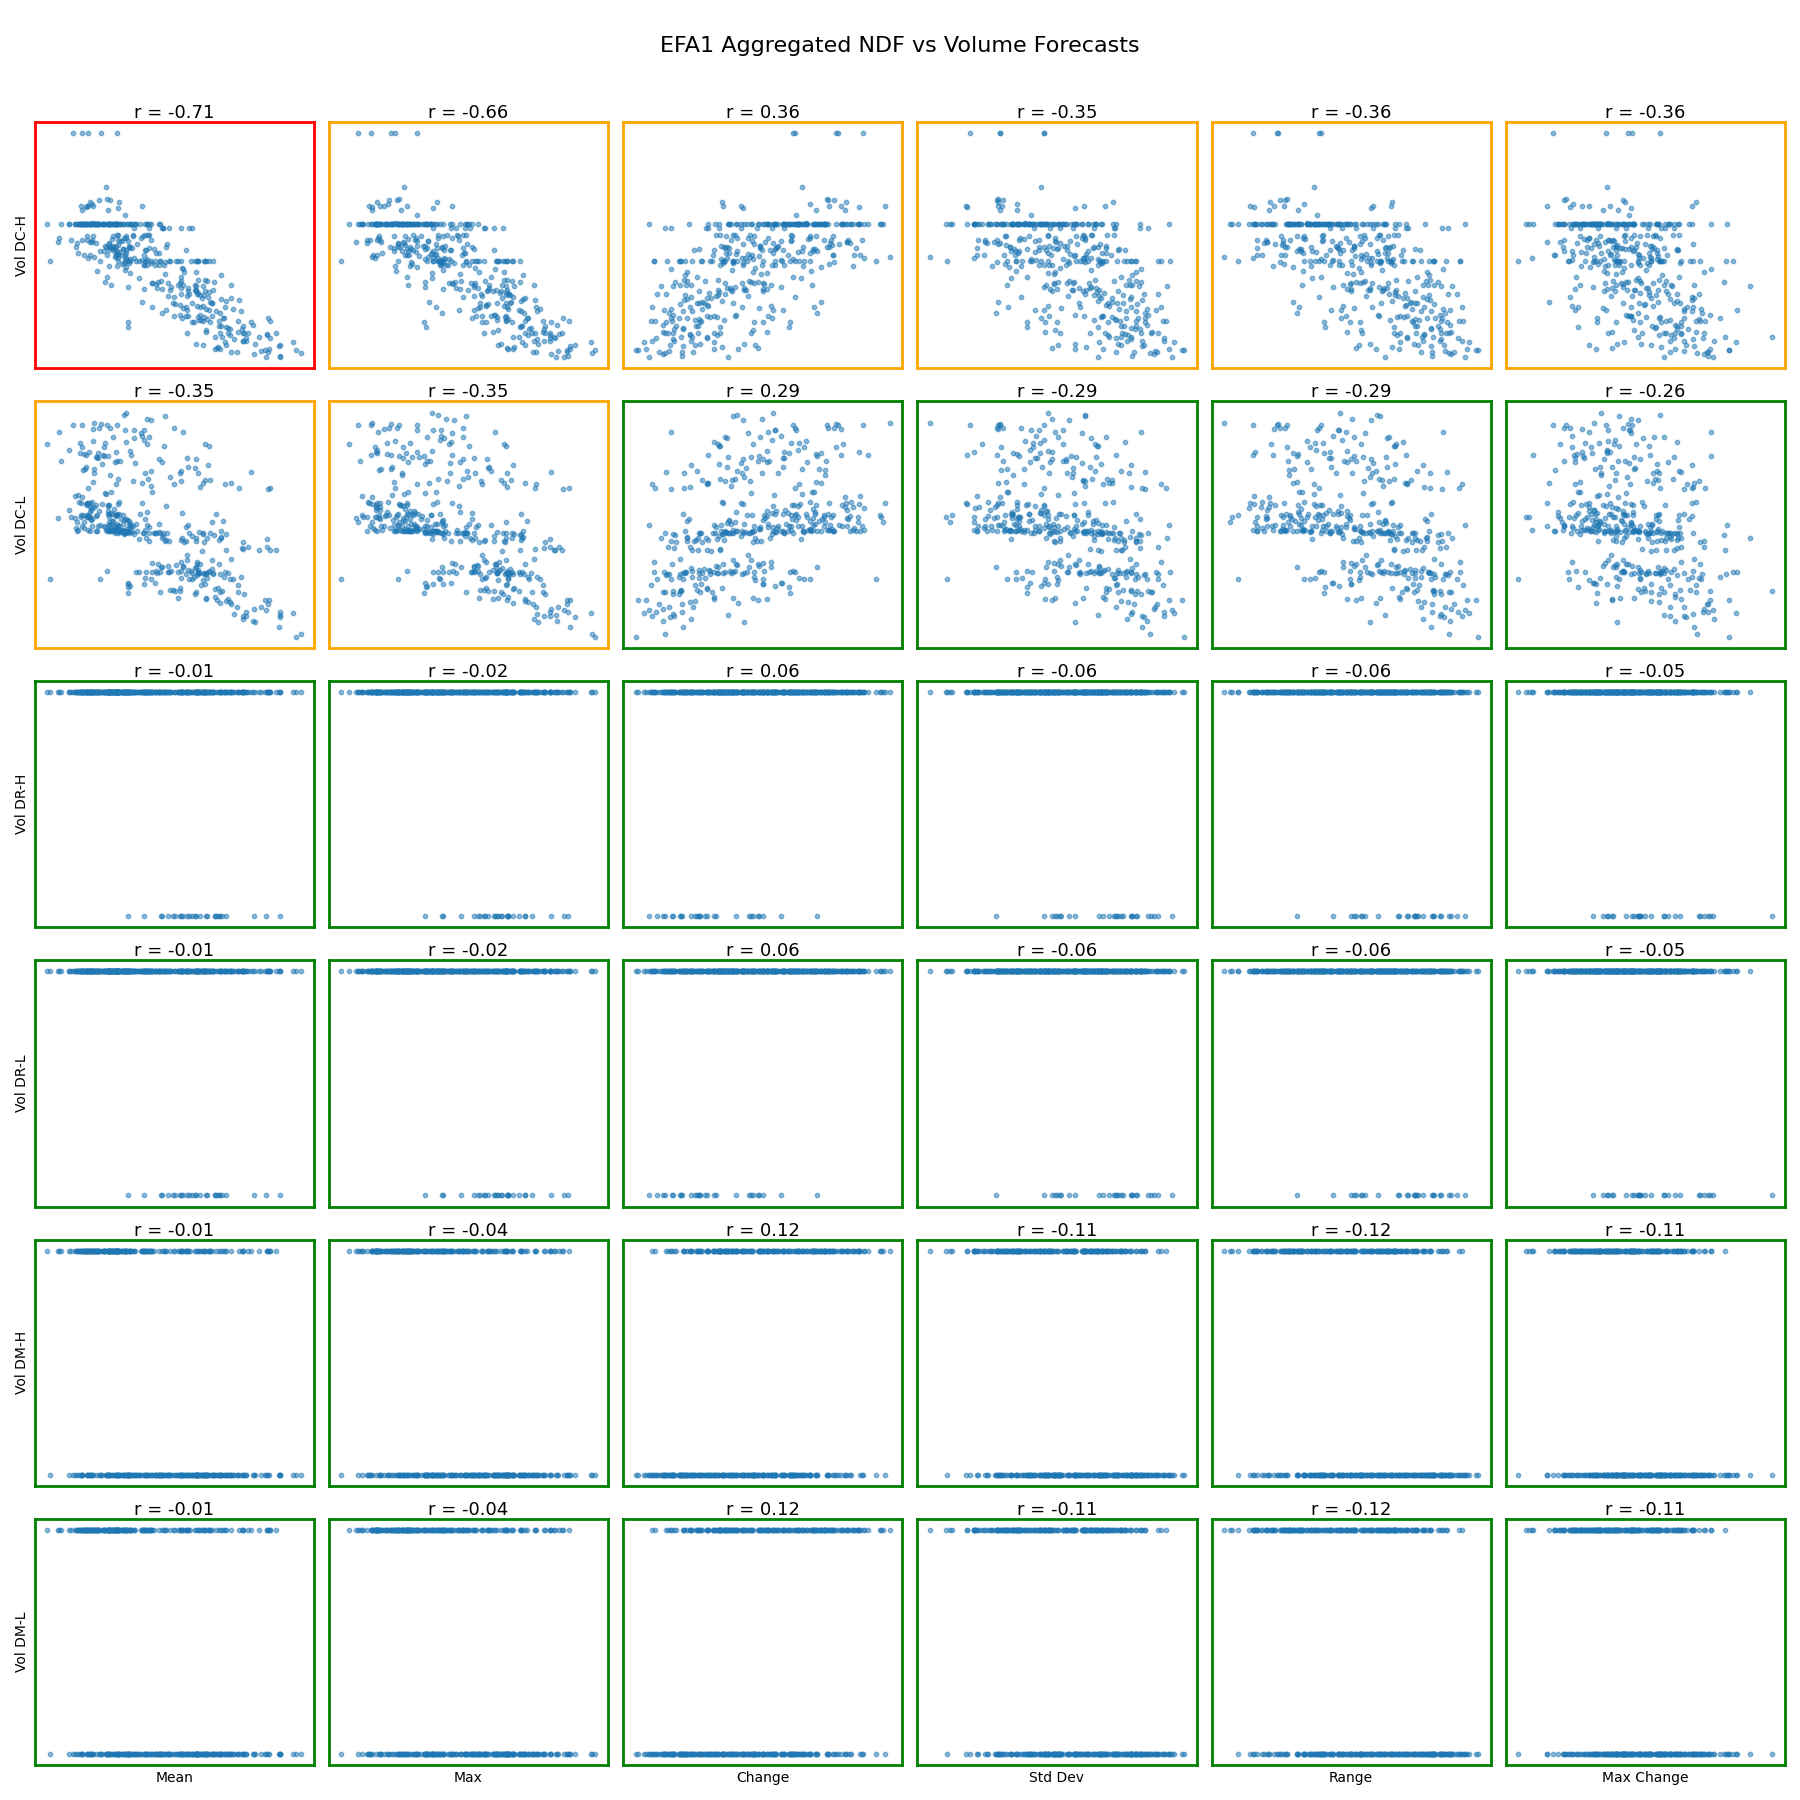 EFA1 Aggregated NDF vs Volume Forecasts
r = -0.71
r = -0.66
r = 0.36
r = -0.35
r = -0.36
r = -0.36
Vol DC-H
r = -0.35
r = -0.35
r = 0.29
r = -0.29
r = -0.29
r = -0.26
Vol DC-L
r = -0.01
r = -0.02
r = 0.06
r = -0.06
r = -0.06
r = -0.05
Vol DR-H
r = -0.01
r = -0.02
r = 0.06
r = -0.06
r = -0.06
r = -0.05
Vol DR-L
r = -0.01
r = -0.04
r = 0.12
r = -0.11
r = -0.12
r = -0.11
Vol DM-H
r = -0.01
r = -0.04
r = 0.12
r = -0.11
r = -0.12
r = -0.11
Vol DM-L
Mean
Max
Change
Std Dev
Range
Max Change